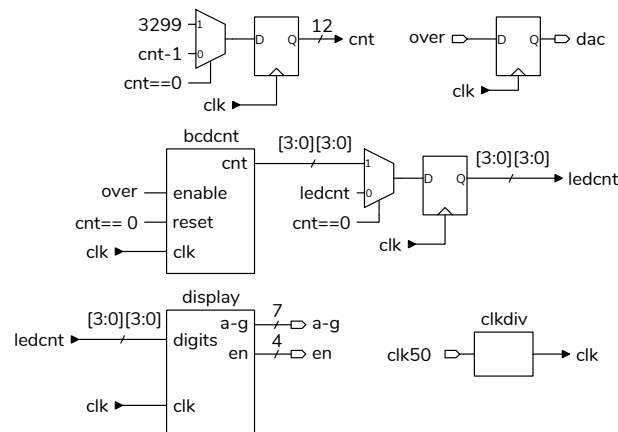 3299
1
cnt-1
0
cnt==0
D
Q
12
cnt
clk
over
D
Q
dac
clk
bcdcnt
cnt
[3:0][3:0]
over
enable
cnt== 0
reset
clk
clk
1
ledcnt
0
cnt==0
D
Q
[3:0][3:0]
ledcnt
clk
display
[3:0][3:0]
ledcnt
digits
a-g
7
a-g
en
4
en
clk
clk
clkdiv
clk50
clk